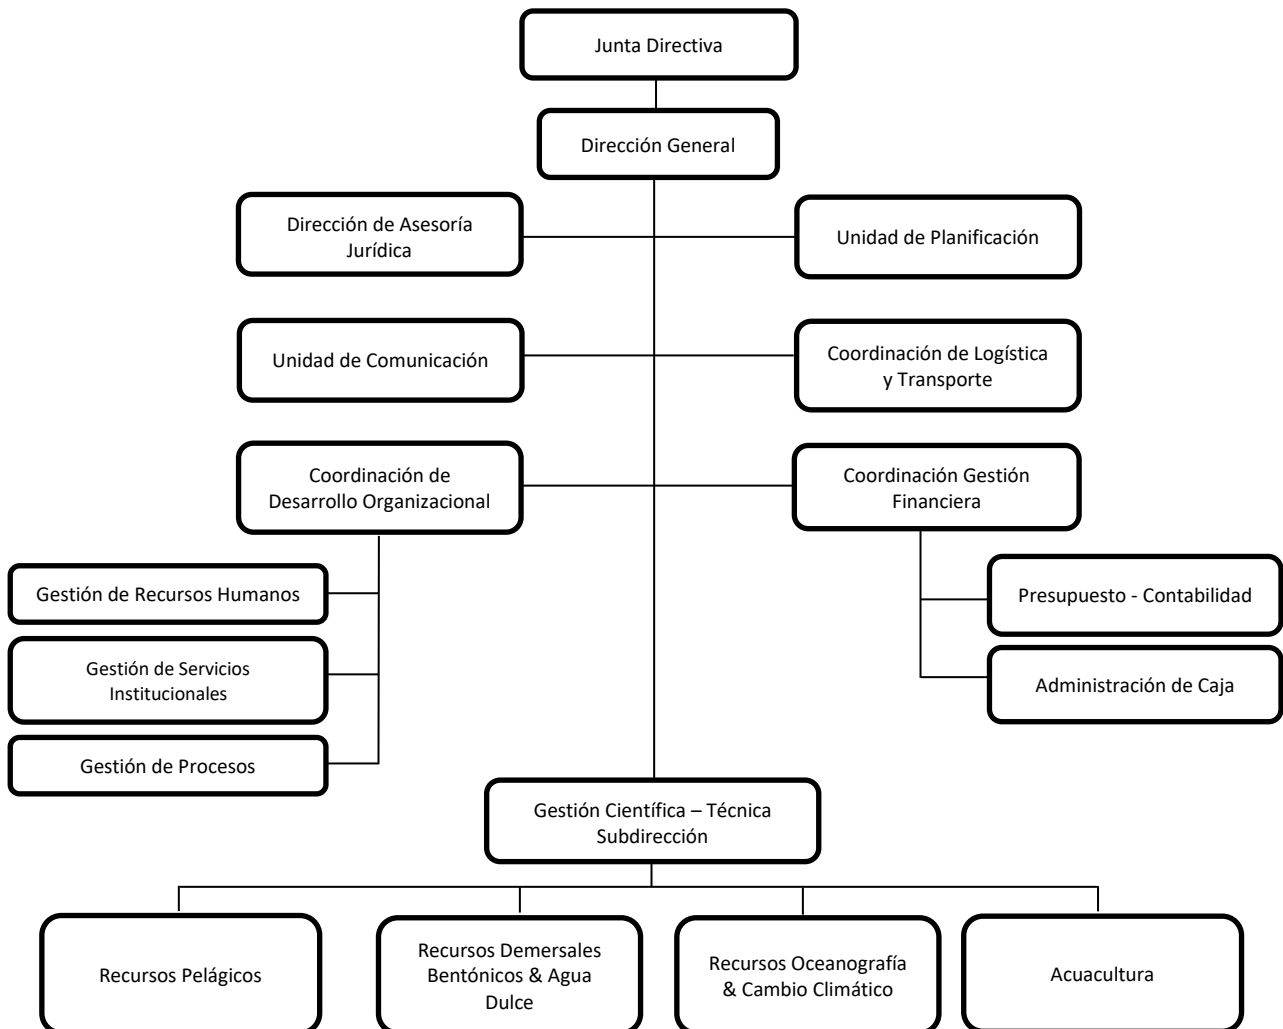 Junta Directiva
Dirección General
Dirección de Asesoría
Jurídica
Unidad de Planificación
Unidad de Comunicación
Coordinación de Logística
y Transporte
Coordinación de
Desarrollo Organizacional
Coordinación Gestión
Financiera
Gestión de Recursos Humanos
Presupuesto - Contabilidad
Gestión de Servicios
Institucionales
Administración de Caja
Gestión de Procesos
Gestión Científica – Técnica
Subdirección
Recursos Pelágicos
Recursos Demersales
Bentónicos & Agua
Dulce
Recursos Oceanografía
& Cambio Climático
Acuacultura